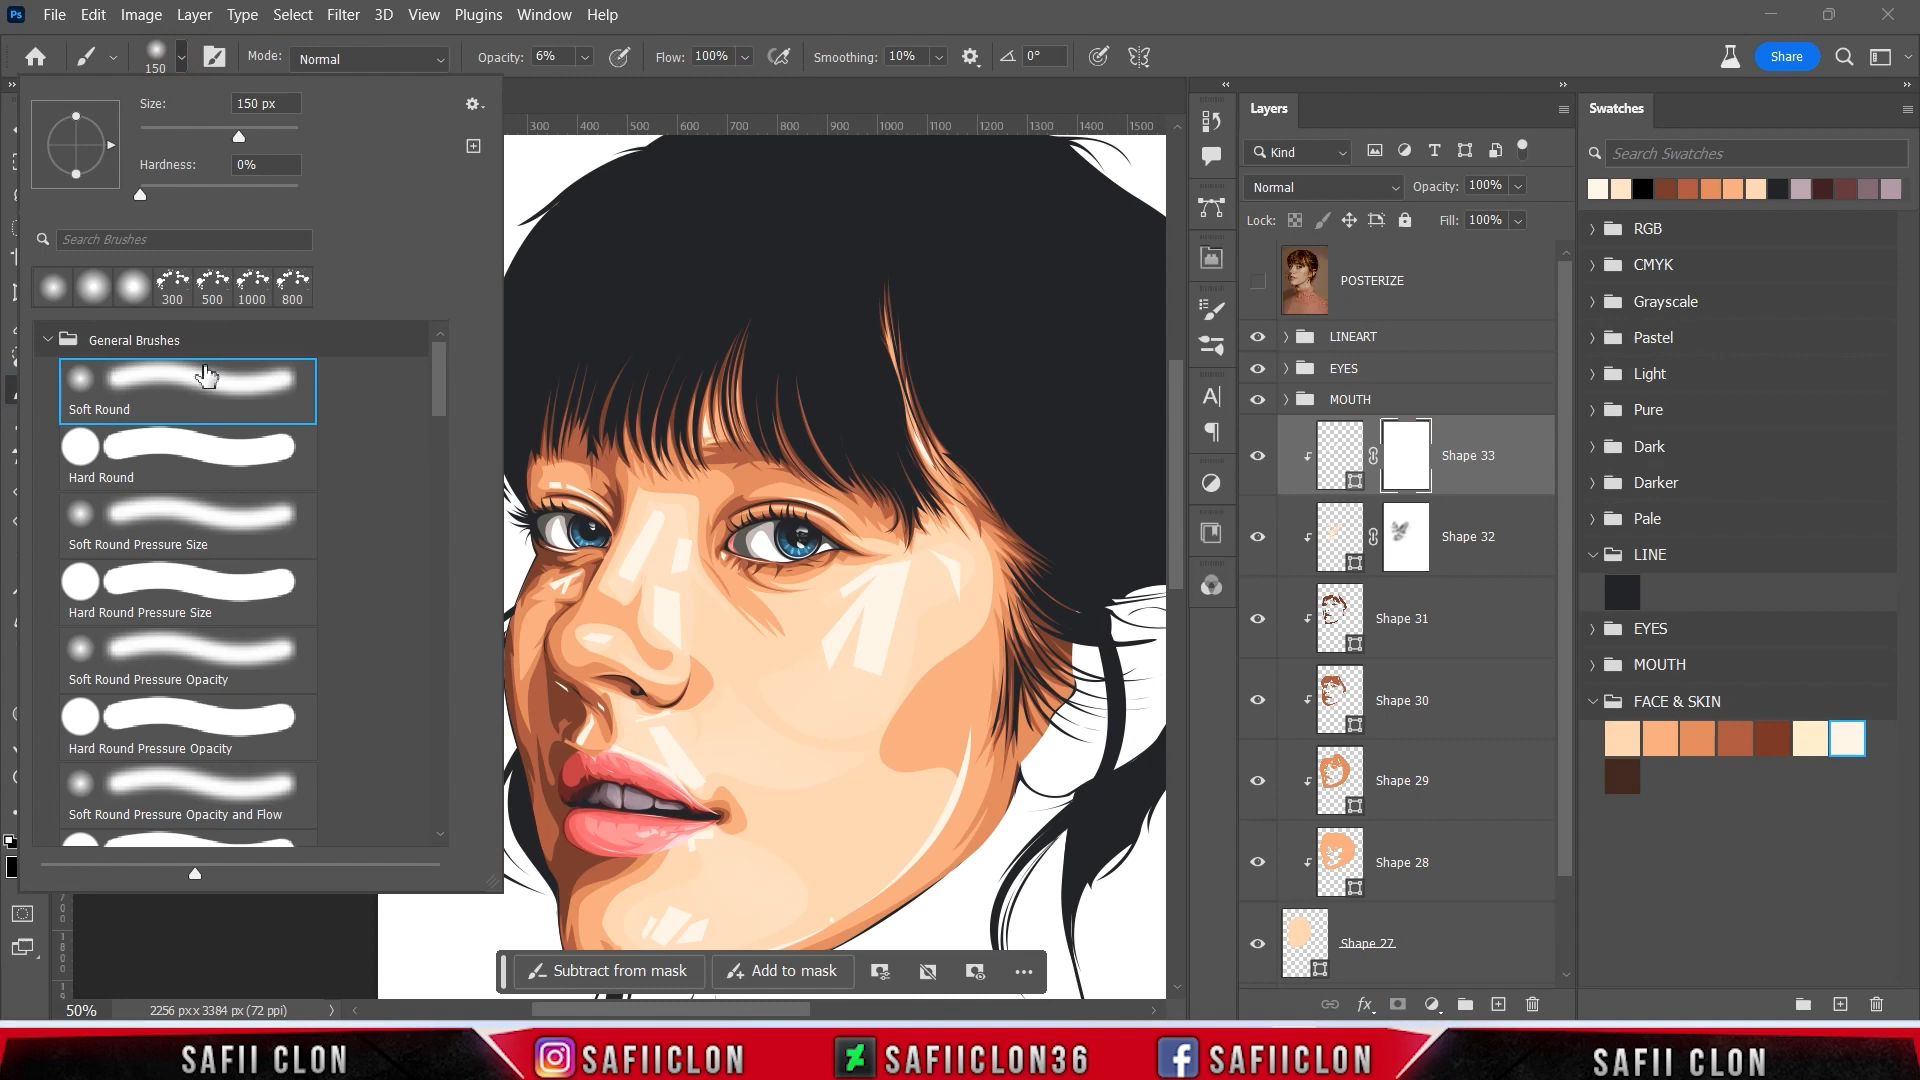 Ps File Edit Image Layer Type Select Filter 3D View Plugins Window Help
150 Mode: Normal Opacity: 6% Flow: 100% Smoothing: 10% 0° Share
Size: 150 px
Hardness: 0%
Search Brushes
300 500 1000 800
General Brushes
Soft Round
Hard Round
Soft Round Pressure Size
Hard Round Pressure Size
Soft Round Pressure Opacity
Hard Round Pressure Opacity
Soft Round Pressure Opacity and Flow
300 400 500 600 700 800 900 1000 1100 1200 1300 1400 1500
Subtract from mask Add to mask
50% 2256 px x 3384 px (72 ppi)
Layers
Kind
Normal Opacity: 100%
Lock: Fill: 100%
POSTERIZE
LINEART
EYES
MOUTH
Shape 33
Shape 32
Shape 31
Shape 30
Shape 29
Shape 28
Shape 27
Swatches
Search Swatches
RGB
CMYK
Grayscale
Pastel
Light
Pure
Dark
Darker
Pale
LINE
EYES
MOUTH
FACE & SKIN
SAFII CLON SAFIICLON SAFIICLON36 SAFIICLON SAFII CLON